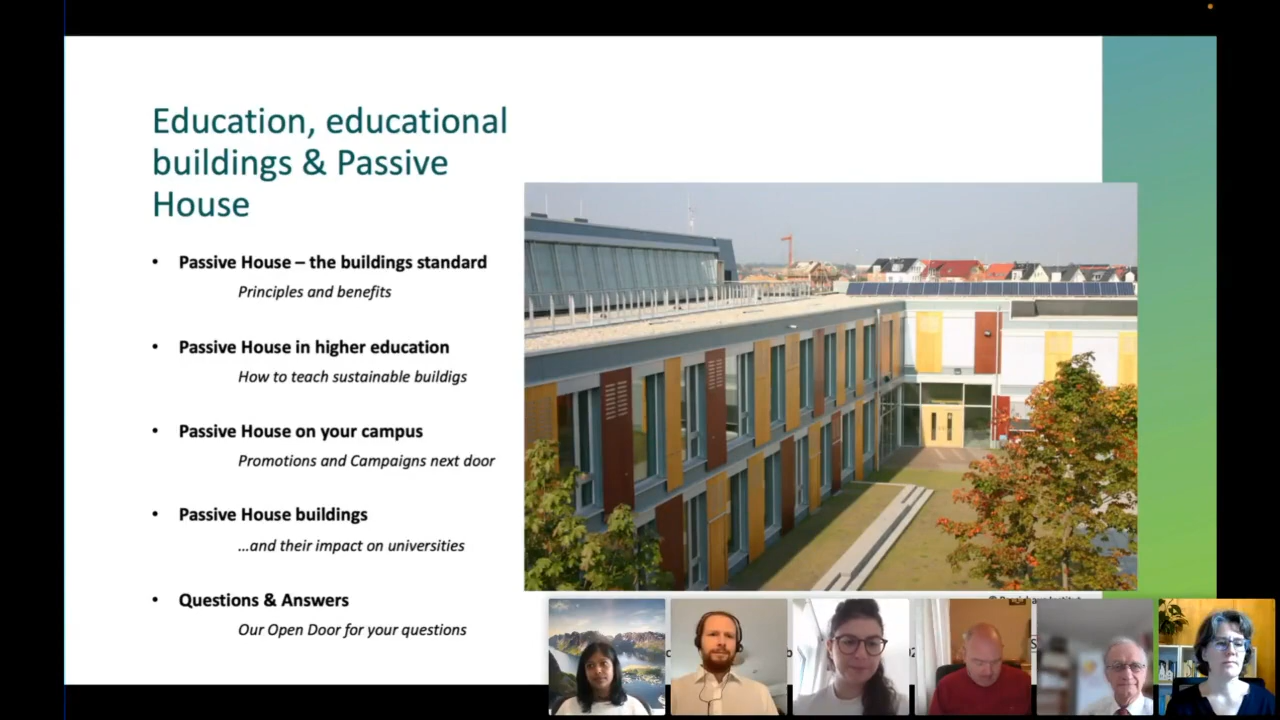 Education, educational
buildings & Passive
House
• Passive House – the buildings standard
Principles and benefits
• Passive House in higher education
How to teach sustainable buildigs
• Passive House on your campus
Promotions and Campaigns next door
• Passive House buildings
...and their impact on universities
• Questions & Answers
Our Open Door for your questions